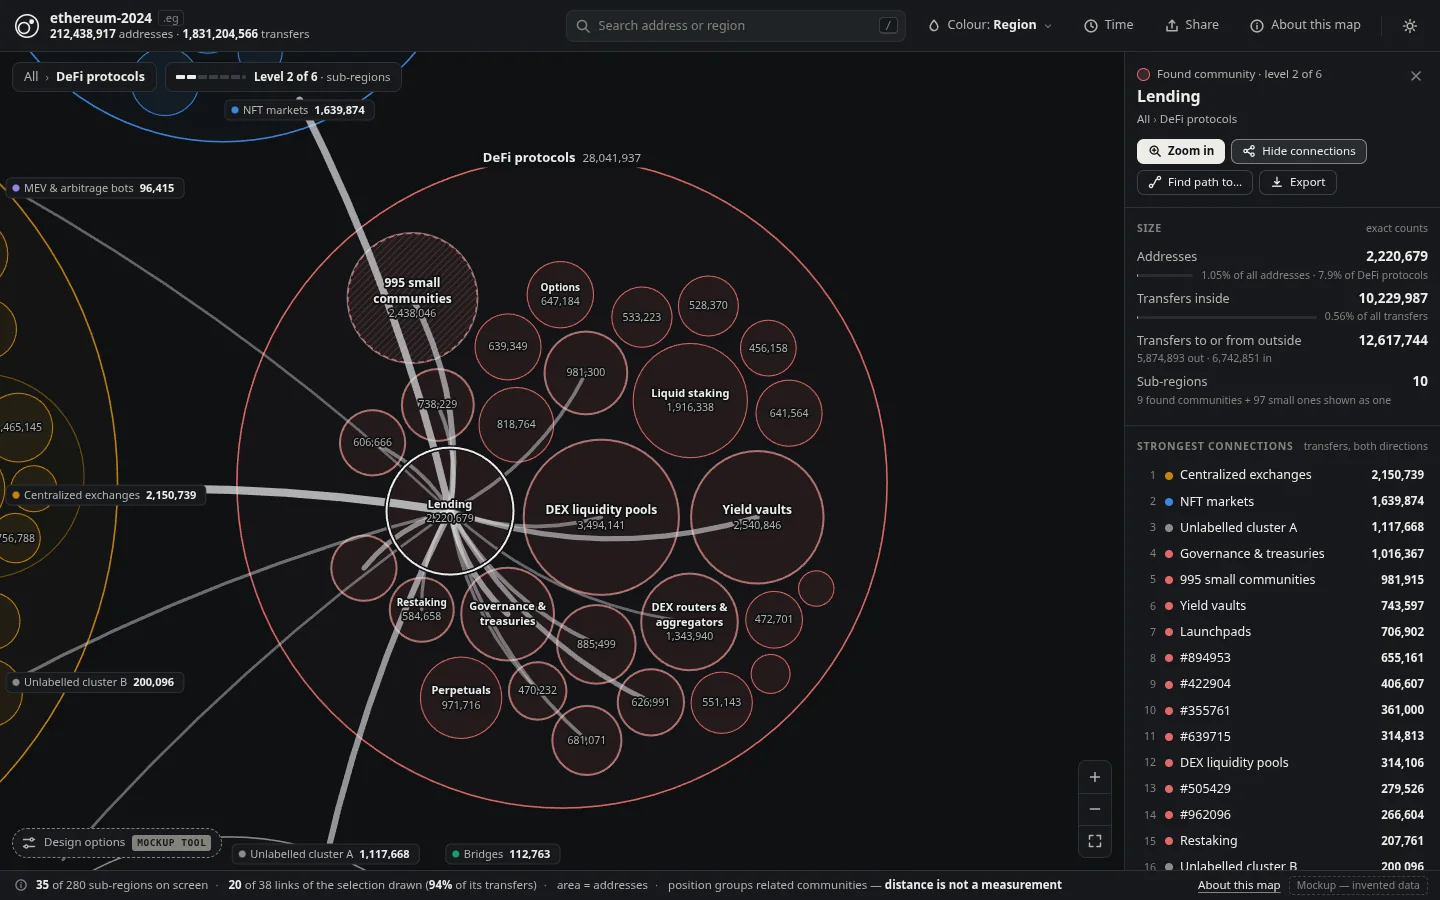 ethereum-2024 .eg
212,438,917 addresses · 1,831,204,566 transfers
Search address or region /
Colour: Region
Time
Share
About this map
All › DeFi protocols
Level 2 of 6 · sub-regions
NFT markets 1,639,874
DeFi protocols 28,041,937
MEV & arbitrage bots 96,415
995 small
communities
2,438,046
Options
647,184
533,223
528,370
639,349
456,158
981,300
Liquid staking
1,916,338
738,229
818,764
641,564
606,666
,465,145
Centralized exchanges 2,150,739
Lending
2,220,679
DEX liquidity pools
3,494,141
Yield vaults
2,540,846
756,788
Restaking
584,658
Governance &
treasuries
DEX routers &
aggregators
1,343,940
472,701
885,499
Unlabelled cluster B 200,096
Perpetuals
971,716
470,232
626,991
551,143
681,071
Design options MOCKUP TOOL
Unlabelled cluster A 1,117,668
Bridges 112,763
Found community · level 2 of 6
Lending
All › DeFi protocols
Zoom in
Hide connections
Find path to...
Export
SIZE exact counts
Addresses 2,220,679
1.05% of all addresses · 7.9% of DeFi protocols
Transfers inside 10,229,987
0.56% of all transfers
Transfers to or from outside 12,617,744
5,874,893 out · 6,742,851 in
Sub-regions 10
9 found communities + 97 small ones shown as one
STRONGEST CONNECTIONS transfers, both directions
1 Centralized exchanges 2,150,739
2 NFT markets 1,639,874
3 Unlabelled cluster A 1,117,668
4 Governance & treasuries 1,016,367
5 995 small communities 981,915
6 Yield vaults 743,597
7 Launchpads 706,902
8 #894953 655,161
9 #422904 406,607
10 #355761 361,000
11 #639715 314,813
12 DEX liquidity pools 314,106
13 #505429 279,526
14 #962096 266,604
15 Restaking 207,761
16 Unlabelled cluster B 200,096
35 of 280 sub-regions on screen · 20 of 38 links of the selection drawn (94% of its transfers) · area = addresses · position groups related communities — distance is not a measurement
About this map
Mockup — invented data